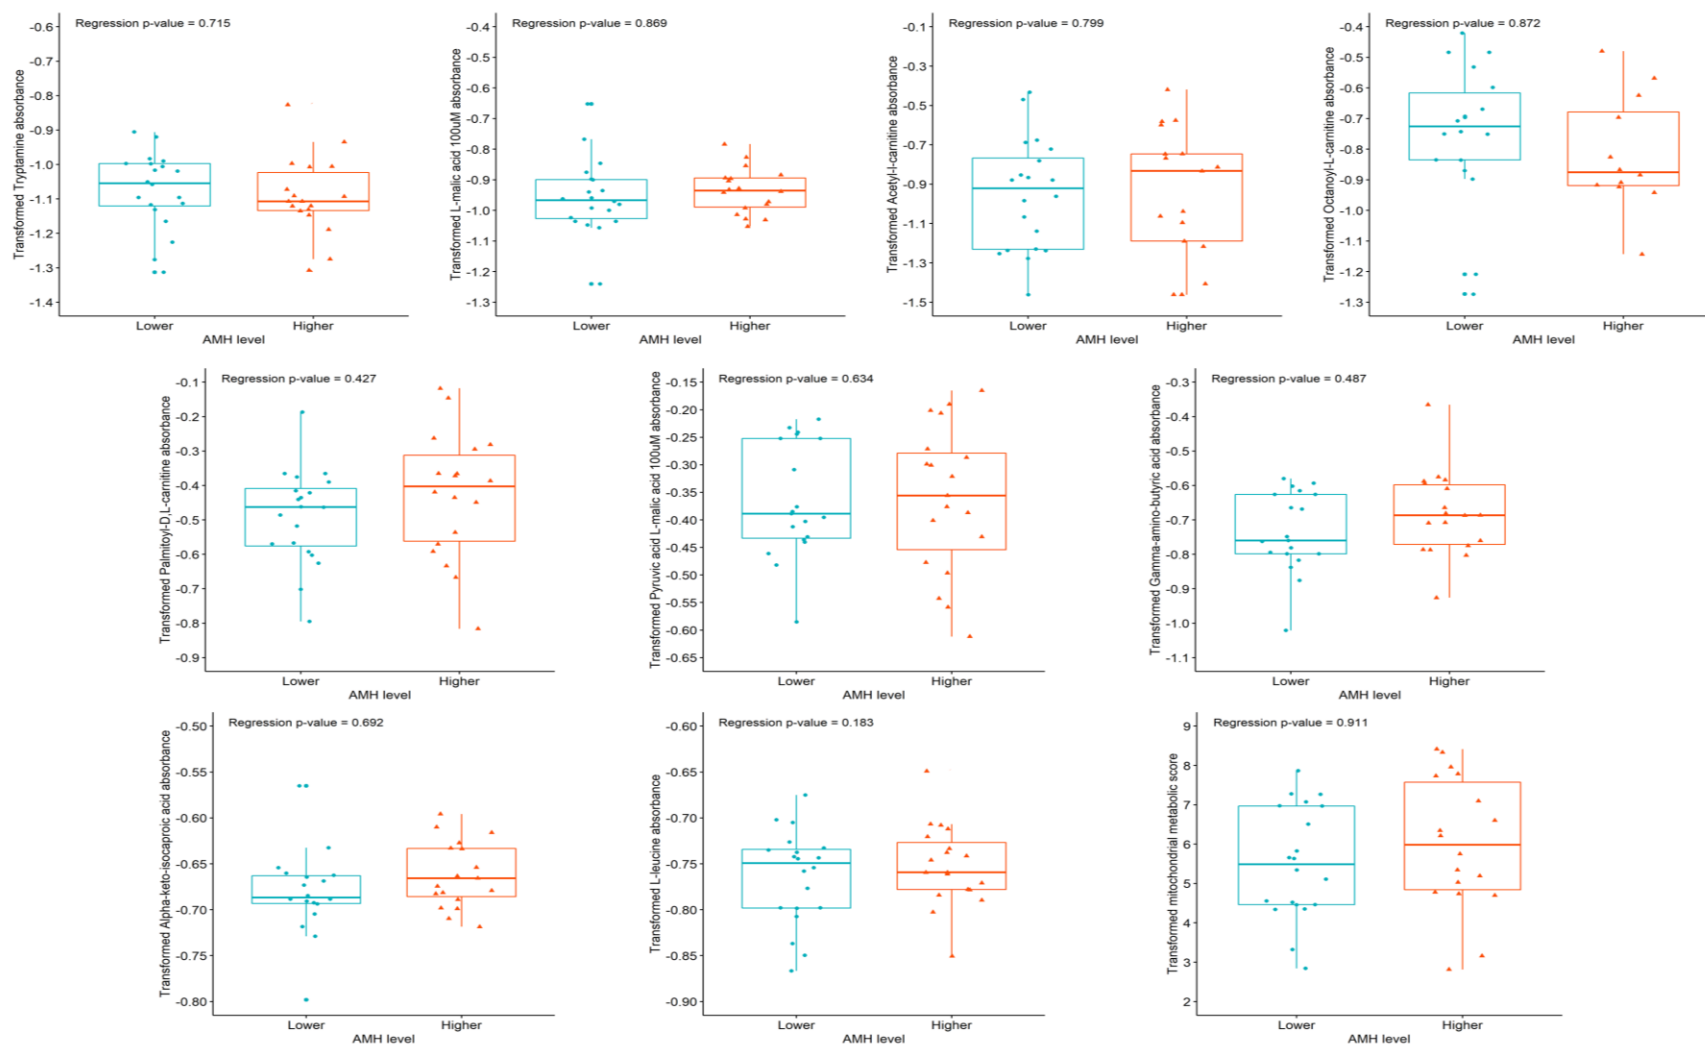 Regression p-value = 0.715
Transformed Tryptamine absorbance
-0.6
-0.7
-0.8
-0.9
-1.0
-1.1
-1.2
-1.3
-1.4
Lower Higher
AMH level
Regression p-value = 0.869
Transformed L-malic acid 100uM absorbance
-0.4
-0.5
-0.6
-0.7
-0.8
-0.9
-1.0
-1.1
-1.2
-1.3
Lower Higher
AMH level
Regression p-value = 0.799
Transformed Acetyl-l-carnitine absorbance
-0.1
-0.3
-0.5
-0.7
-0.9
-1.1
-1.3
-1.5
Lower Higher
AMH level
Regression p-value = 0.872
Transformed Octanoyl-L-carnitine absorbance
-0.4
-0.5
-0.6
-0.7
-0.8
-0.9
-1.0
-1.1
-1.2
-1.3
Lower Higher
AMH level
Regression p-value = 0.427
Transformed Palmitoyl-D,L-carnitine absorbance
-0.1
-0.2
-0.3
-0.4
-0.5
-0.6
-0.7
-0.8
-0.9
Lower Higher
AMH level
Regression p-value = 0.634
Transformed Pyruvic acid L-malic acid 100uM absorbance
-0.15
-0.20
-0.25
-0.30
-0.35
-0.40
-0.45
-0.50
-0.55
-0.60
-0.65
Lower Higher
AMH level
Regression p-value = 0.487
Transformed Gamma-amino-butyric acid absorbance
-0.3
-0.4
-0.5
-0.6
-0.7
-0.8
-0.9
-1.0
-1.1
Lower Higher
AMH level
Regression p-value = 0.692
Transformed Alpha-keto-isocaproic acid absorbance
-0.50
-0.55
-0.60
-0.65
-0.70
-0.75
-0.80
Lower Higher
AMH level
Regression p-value = 0.183
Transformed L-leucine absorbance
-0.60
-0.65
-0.70
-0.75
-0.80
-0.85
-0.90
Lower Higher
AMH level
Regression p-value = 0.911
Transformed mitochondrial metabolic score
9
8
7
6
5
4
3
2
Lower Higher
AMH level